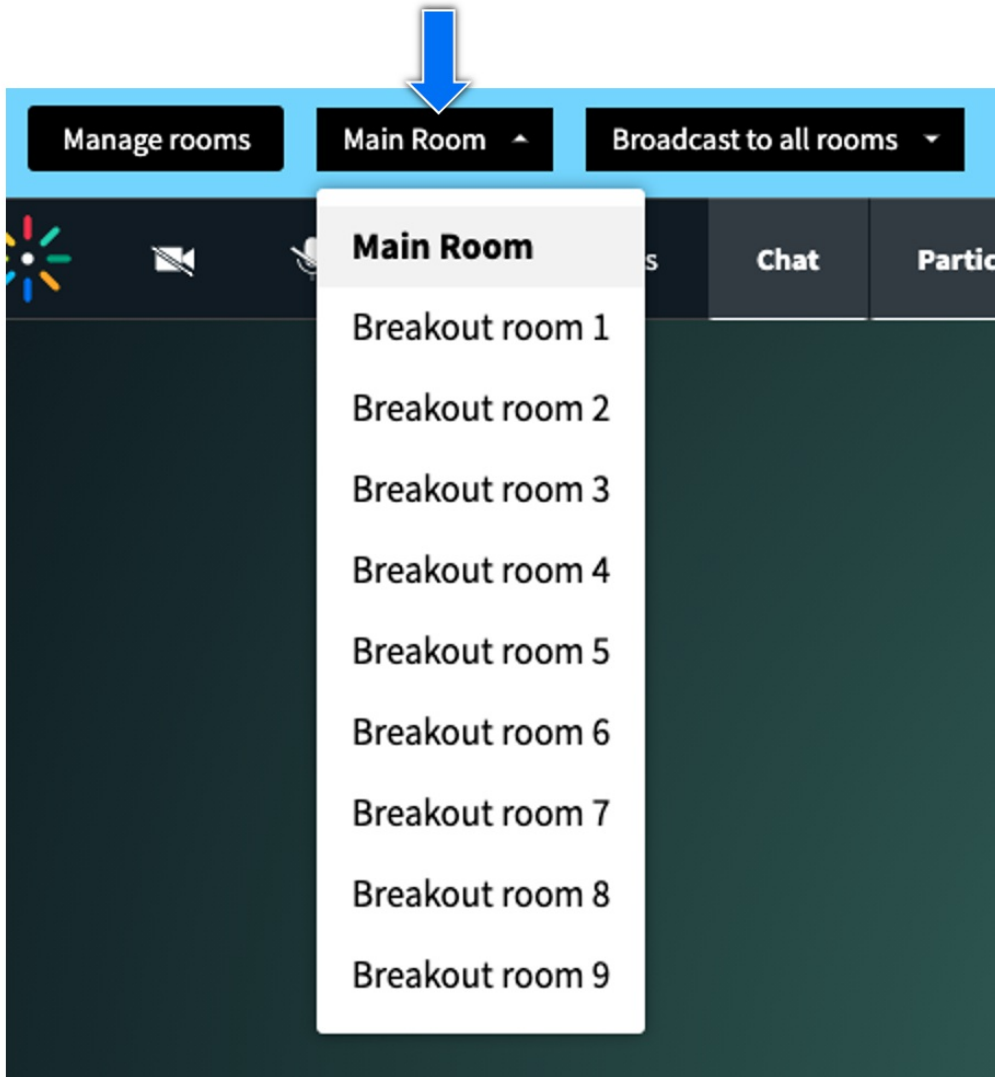 Manage rooms
Main Room
Broadcast to all rooms
Main Room
s
Chat
Partic
Breakout room 1
Breakout room 2
Breakout room 3
Breakout room 4
Breakout room 5
Breakout room 6
Breakout room 7
Breakout room 8
Breakout room 9